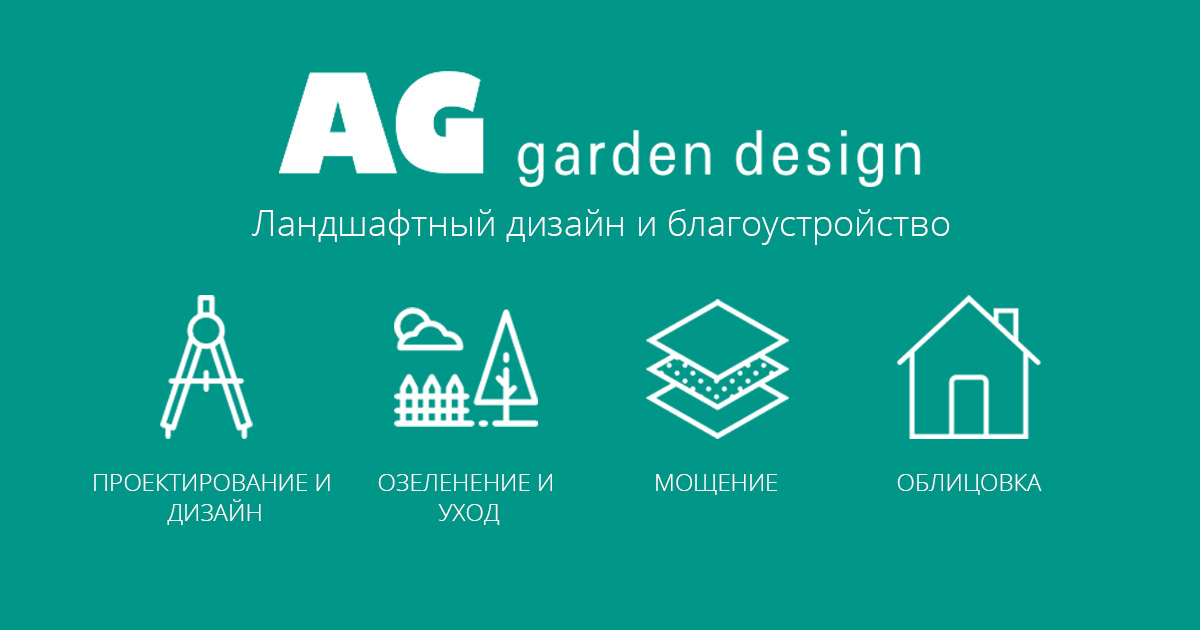 AG garden design
Ландшафтный дизайн и благоустройство
ПРОЕКТИРОВАНИЕ И
ДИЗАЙН
ОЗЕЛЕНЕНИЕ И
УХОД
МОЩЕНИЕ
ОБЛИЦОВКА